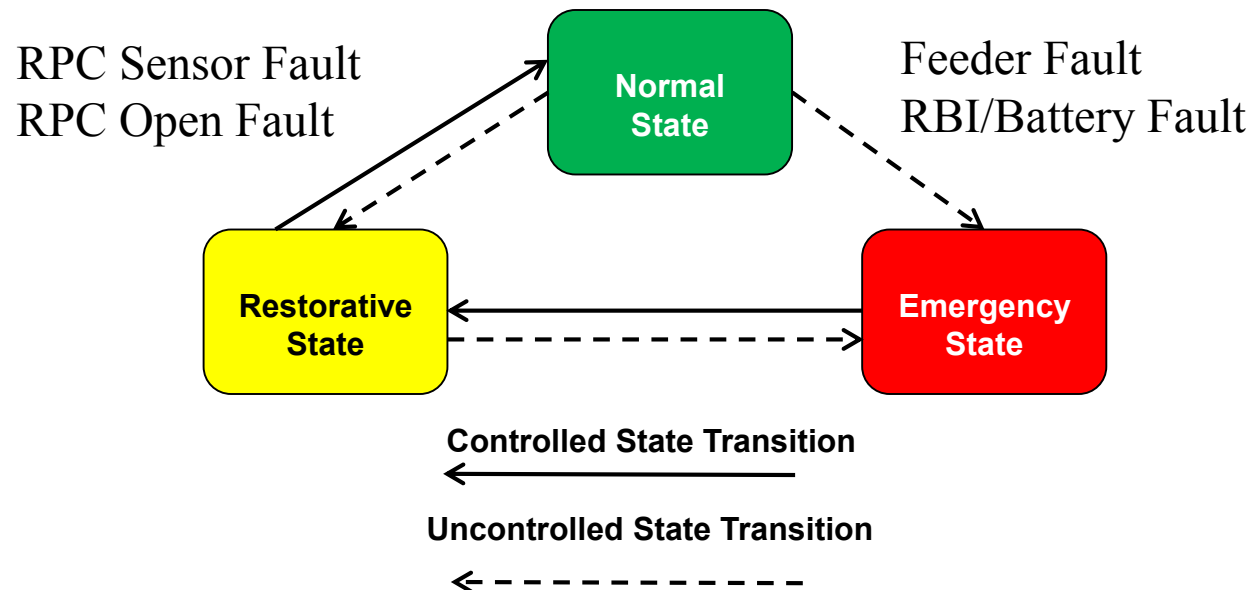 RPC Sensor Fault
RPC Open Fault
Normal
State
Feeder Fault
RBI/Battery Fault
Restorative
State
Emergency
State
Controlled State Transition
Uncontrolled State Transition